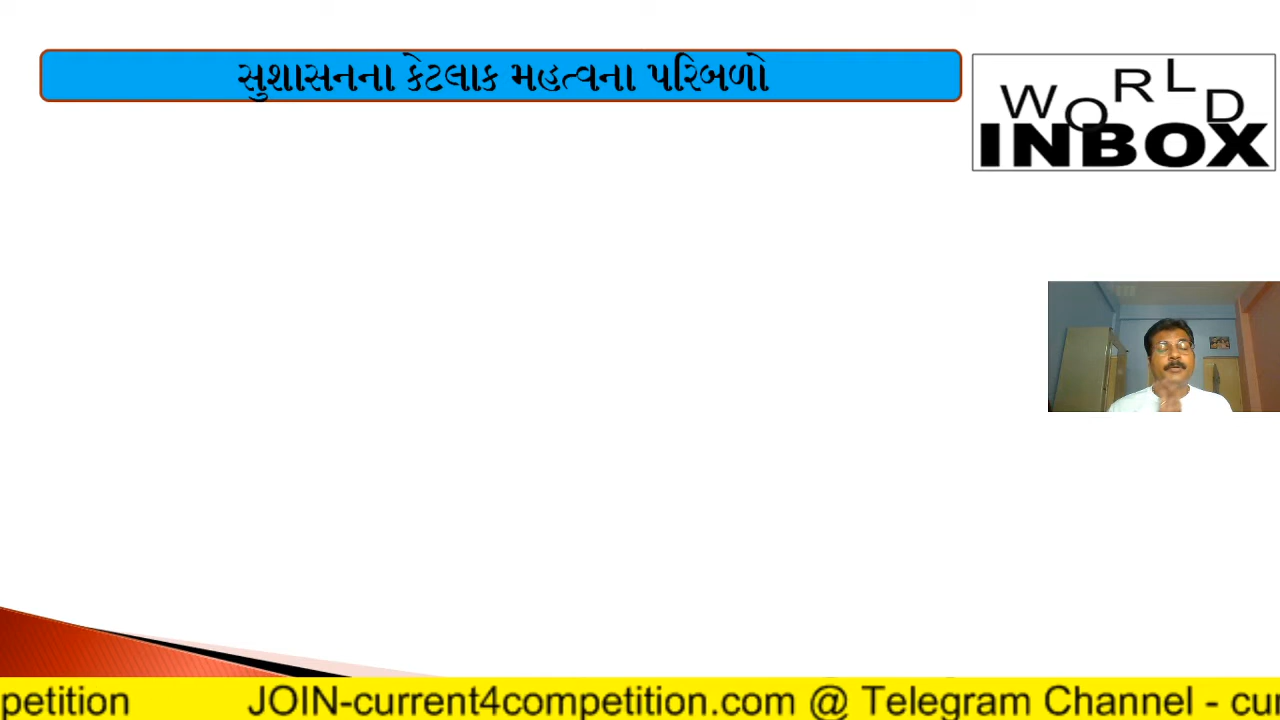 સુશાસનના કેટલાક મહત્વના પરિબળો
WORLD
INBOX
petition JOIN-current4competition.com @ Telegram Channel - cur